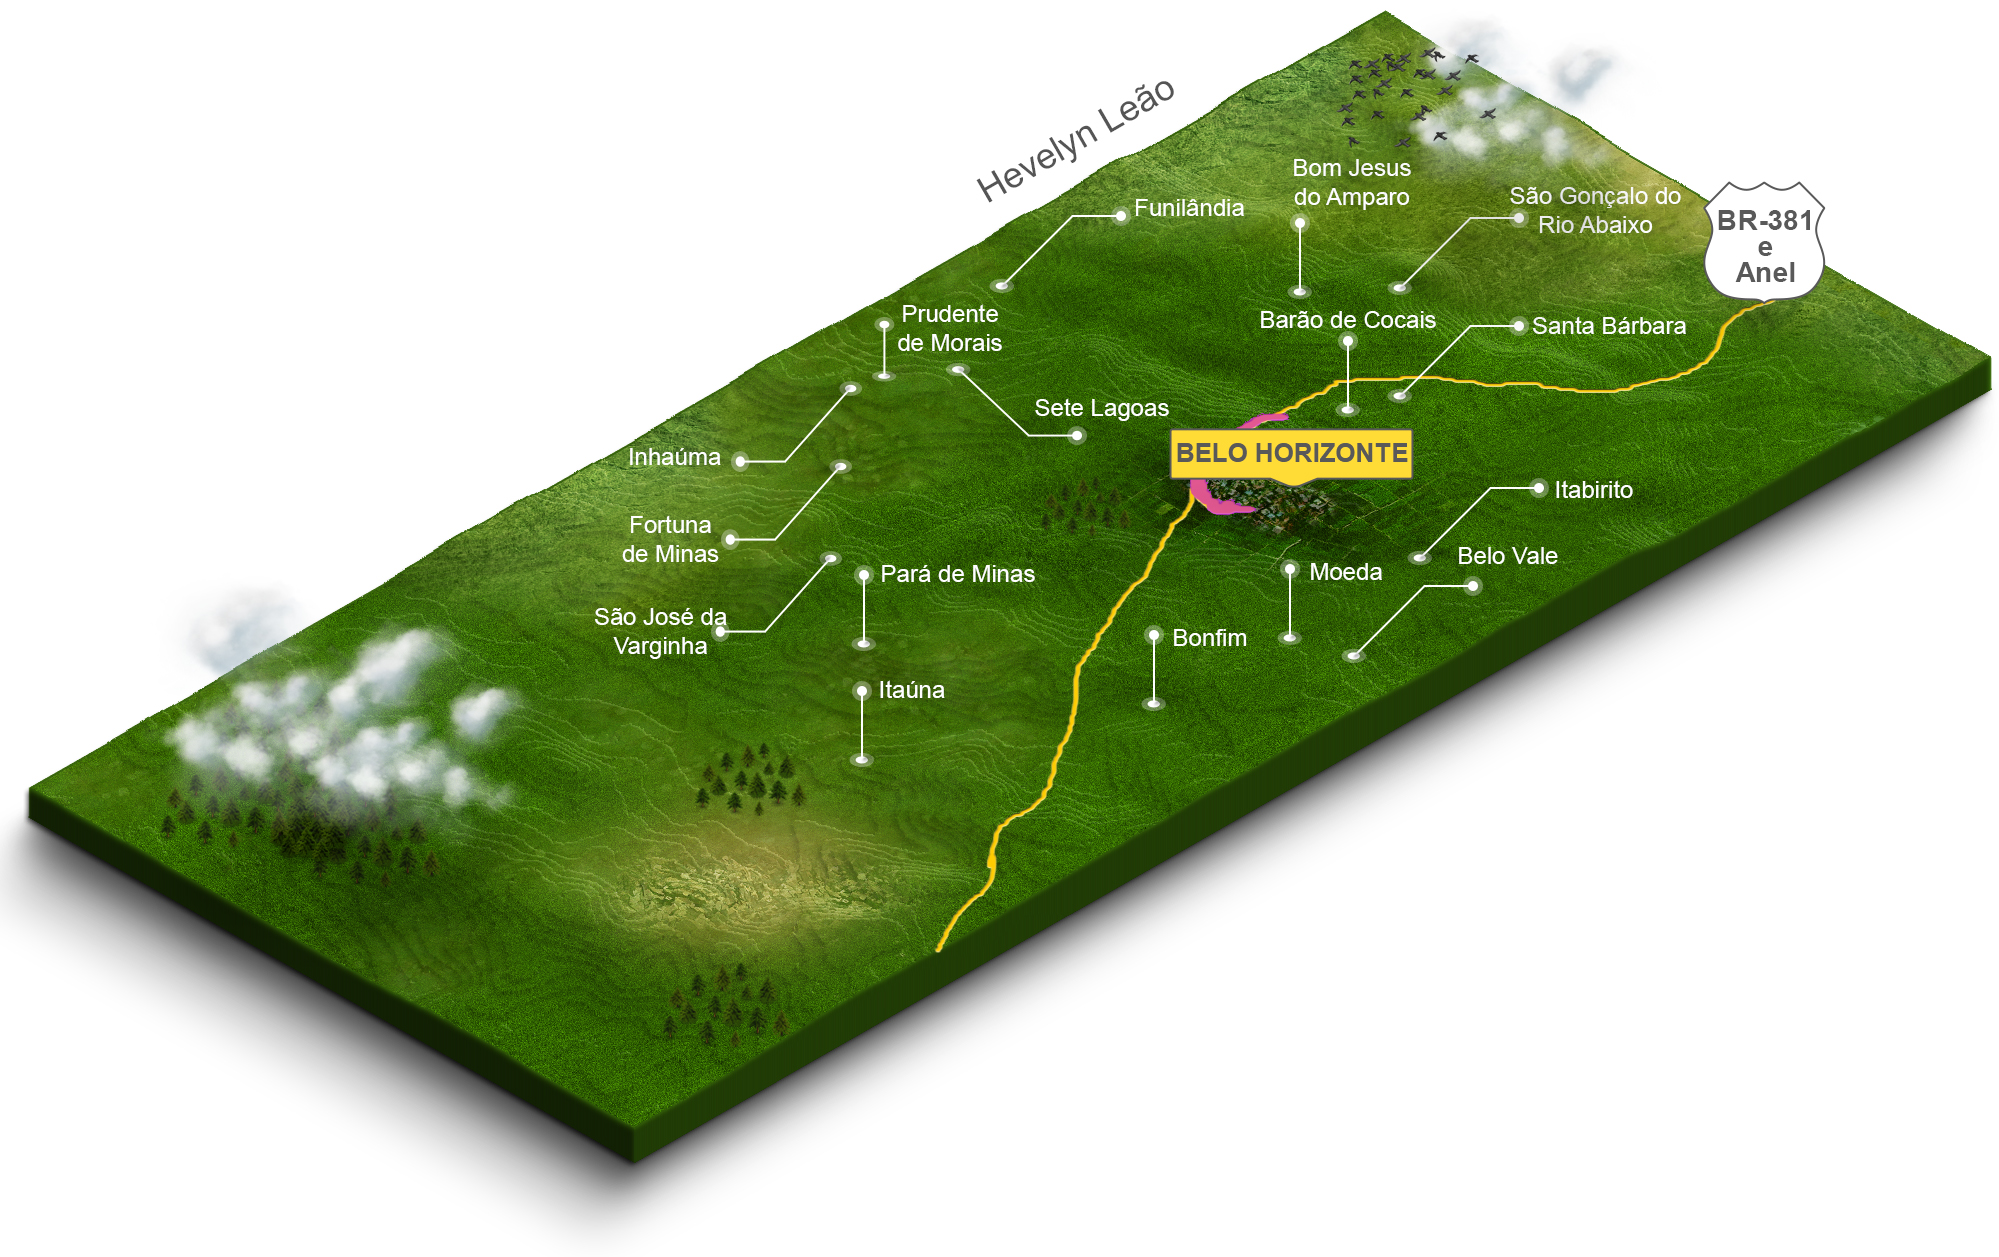 Hevelyn Leão
Bom Jesus
do Amparo
São Gonçalo do
Rio Abaixo
Funilândia
BR-381
e
Anel
Prudente
de Morais
Barão de Cocais
Santa Bárbara
Sete Lagoas
BELO HORIZONTE
Inhaúma
Itabirito
Fortuna
de Minas
Belo Vale
Pará de Minas
Moeda
São José da
Varginha
Bonfim
Itaúna